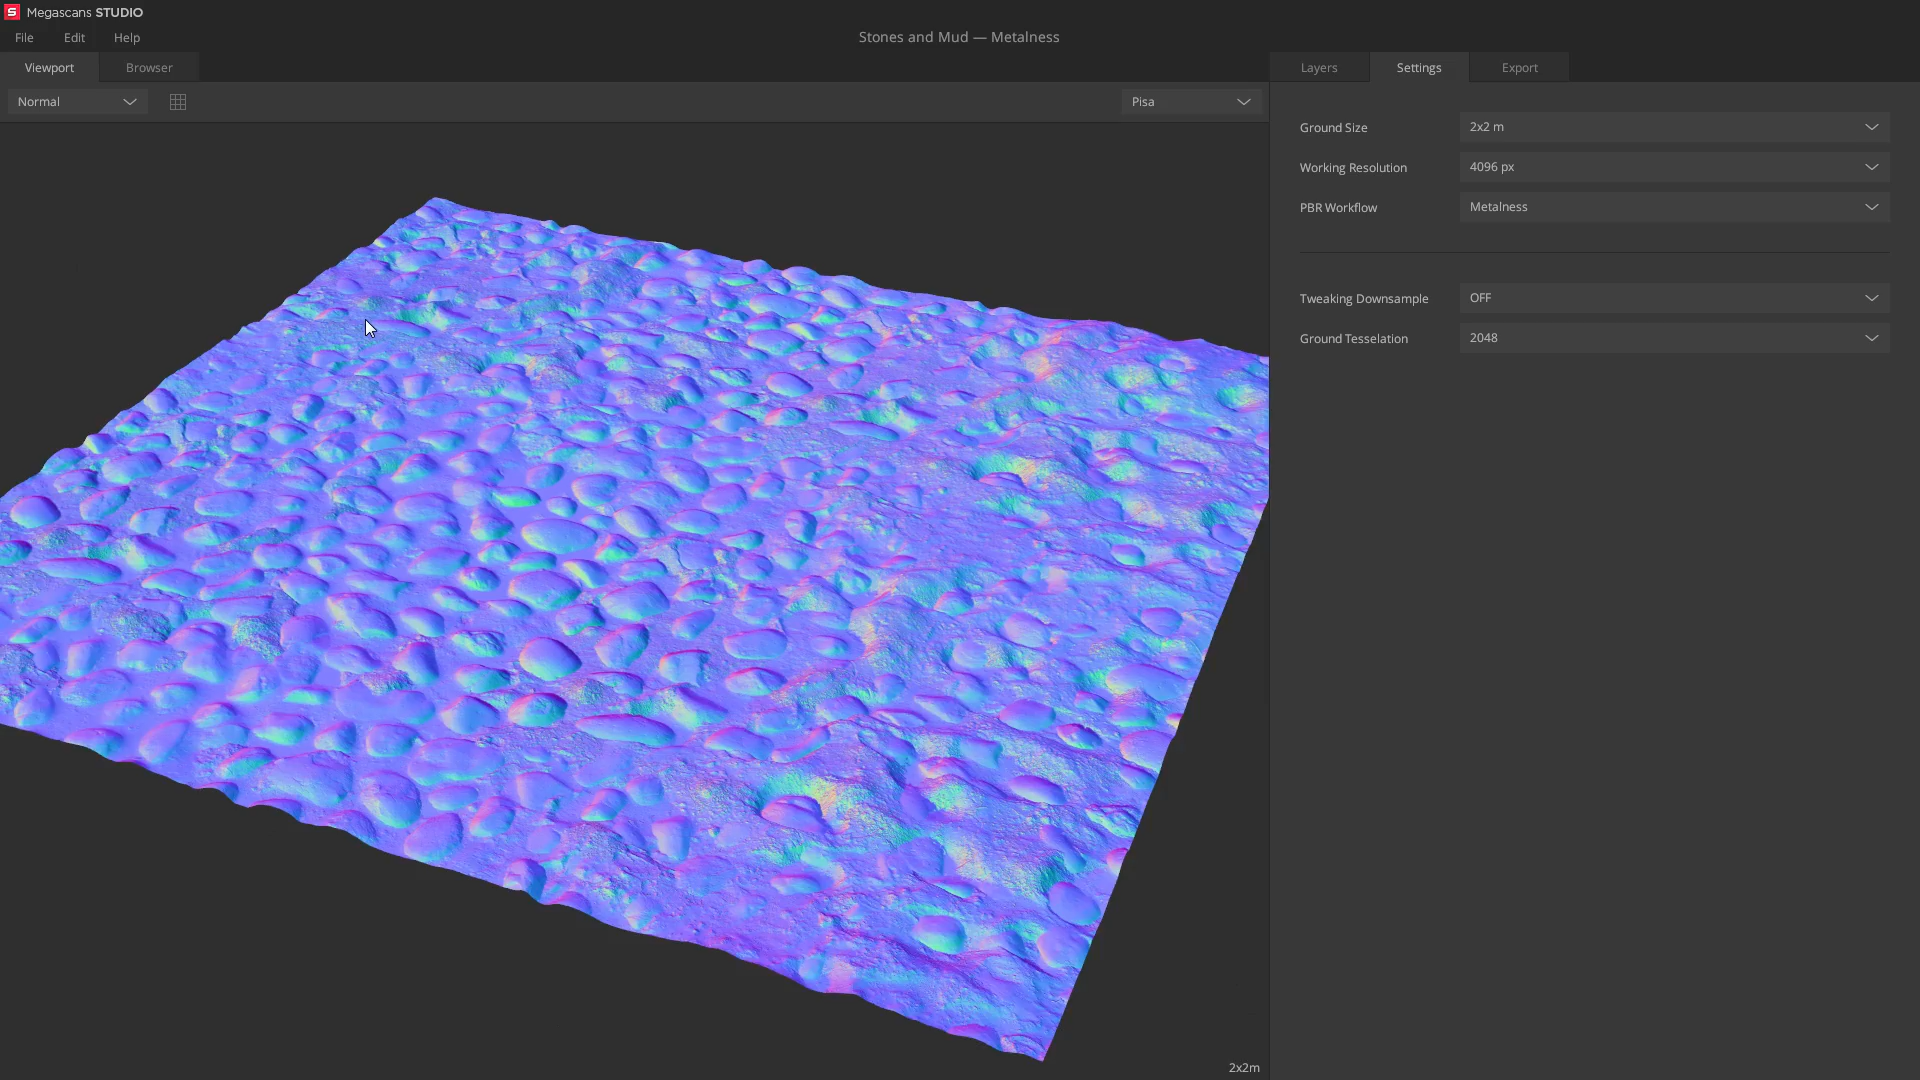 Megascans STUDIO
File Edit Help
Stones and Mud — Metalness
Viewport Browser
Layers Settings Export
Normal
Pisa
Ground Size 2x2 m
Working Resolution 4096 px
PBR Workflow Metalness
Tweaking Downsample OFF
Ground Tesselation 2048
2x2m